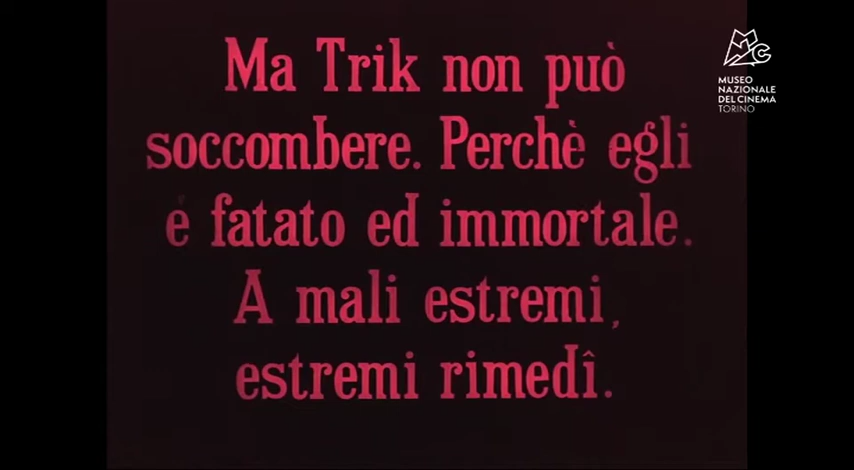 Ma Trik non può
soccombere. Perchè egli
è fatato ed immortale.
A mali estremi,
estremi rimedî.
MUSEO
NAZIONALE
DEL CINEMA
TORINO